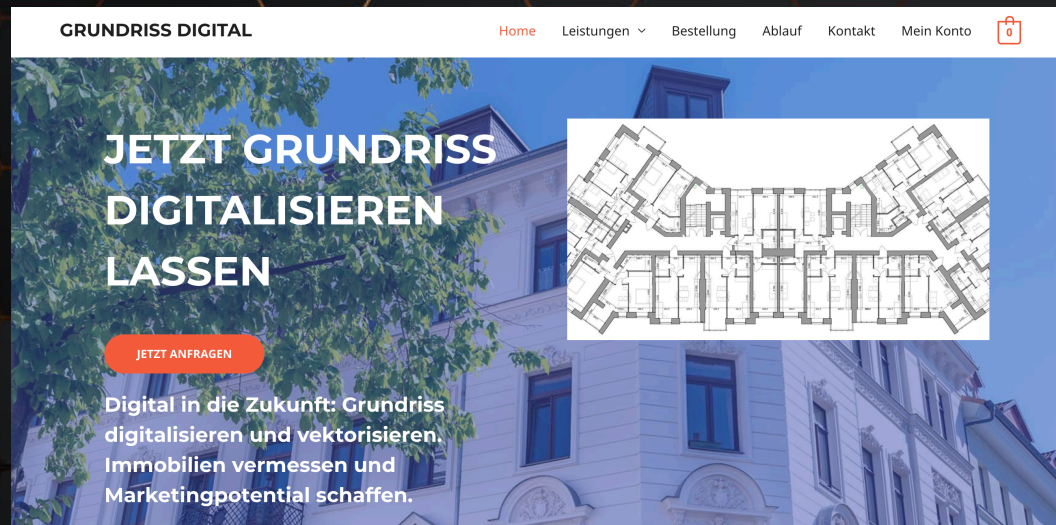 GRUNDRISS DIGITAL
Home Leistungen Bestellung Ablauf Kontakt Mein Konto 0
JETZT GRUNDRISS
DIGITALISIEREN
LASSEN
JETZT ANFRAGEN
Digital in die Zukunft: Grundriss
digitalisieren und vektorisieren.
Immobilien vermessen und
Marketingpotential schaffen.